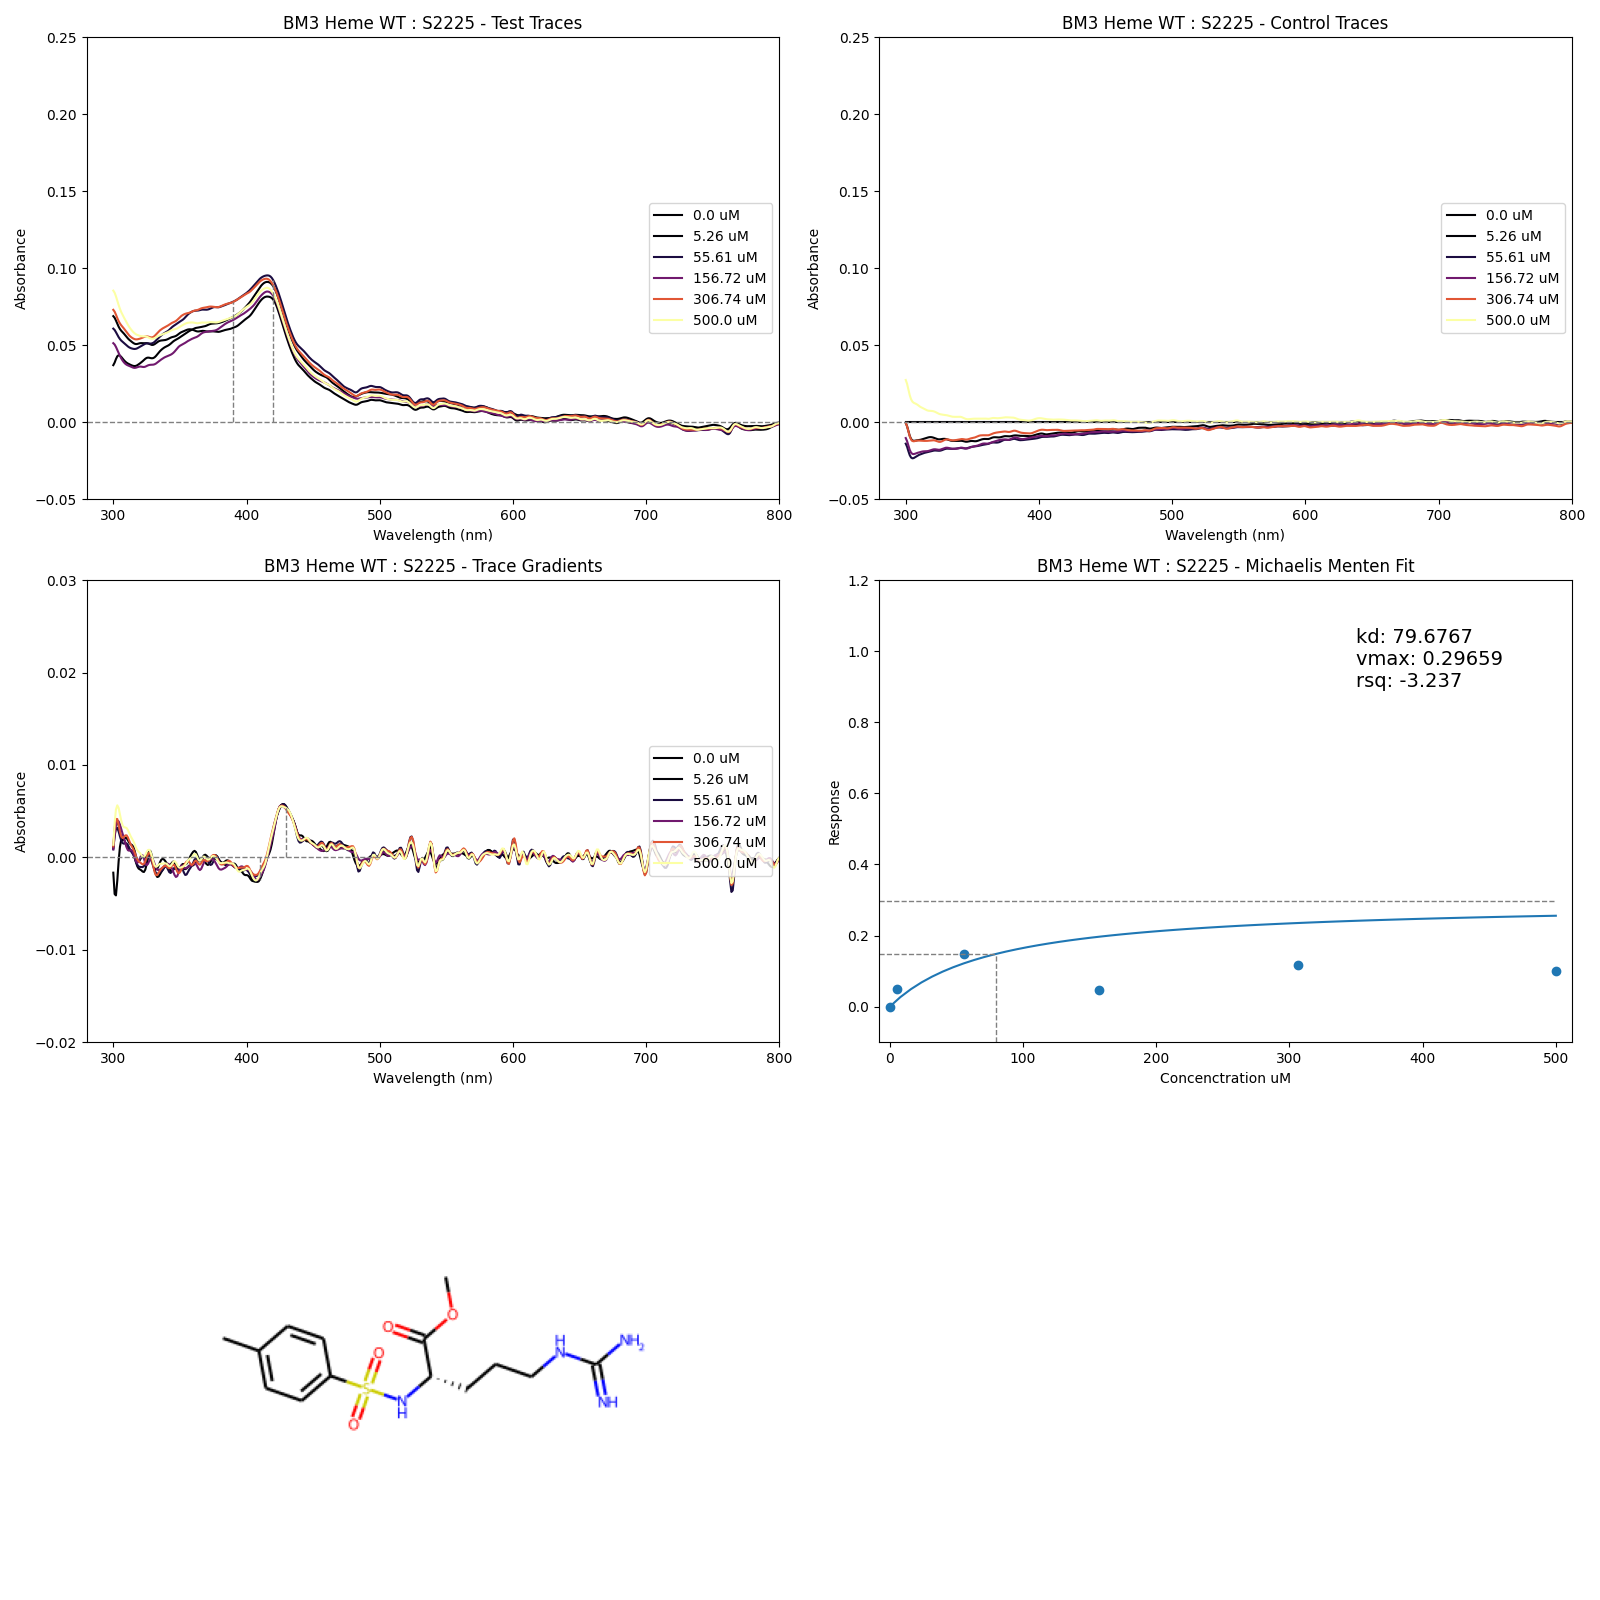 BM3 Heme WT : S2225 - Test Traces
Absorbance
0.25
0.20
0.15
0.10
0.05
0.00
−0.05
300
400
500
600
700
800
Wavelength (nm)
0.0 uM
5.26 uM
55.61 uM
156.72 uM
306.74 uM
500.0 uM
BM3 Heme WT : S2225 - Control Traces
Absorbance
0.25
0.20
0.15
0.10
0.05
0.00
−0.05
300
400
500
600
700
800
Wavelength (nm)
0.0 uM
5.26 uM
55.61 uM
156.72 uM
306.74 uM
500.0 uM
BM3 Heme WT : S2225 - Trace Gradients
Absorbance
0.03
0.02
0.01
0.00
−0.01
−0.02
300
400
500
600
700
800
Wavelength (nm)
0.0 uM
5.26 uM
55.61 uM
156.72 uM
306.74 uM
500.0 uM
BM3 Heme WT : S2225 - Michaelis Menten Fit
Response
1.2
1.0
0.8
0.6
0.4
0.2
0.0
0
100
200
300
400
500
Concenctration uM
kd: 79.6767
vmax: 0.29659
rsq: -3.237
O
O
O
S
O
N
H
H
N
NH2
NH